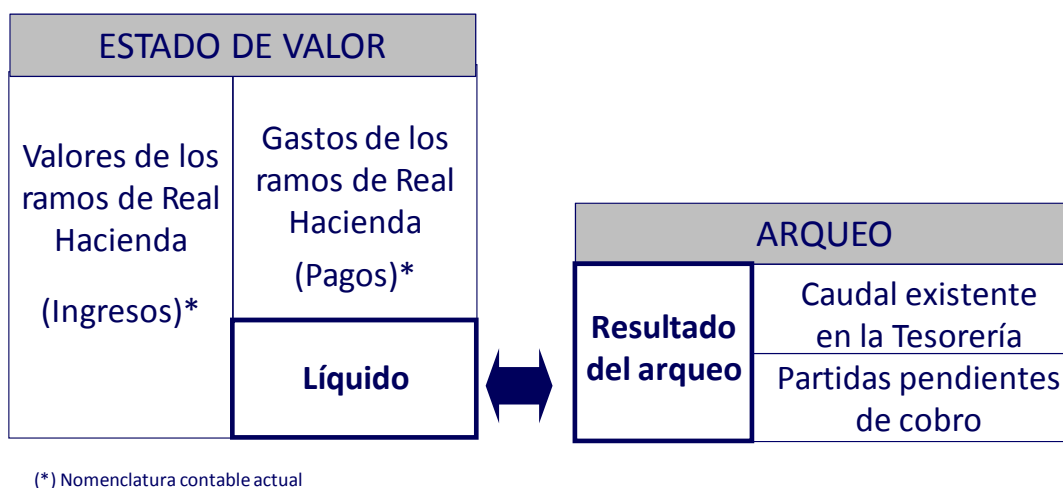 ESTADO DE VALOR
Valores de los
ramos de Real
Hacienda
(Ingresos)*
Gastos de los
ramos de Real
Hacienda
(Pagos)*
Líquido
ARQUEO
Resultado
del arqueo
Caudal existente
en la Tesorería
Partidas pendientes
de cobro
(*) Nomenclatura contable actual